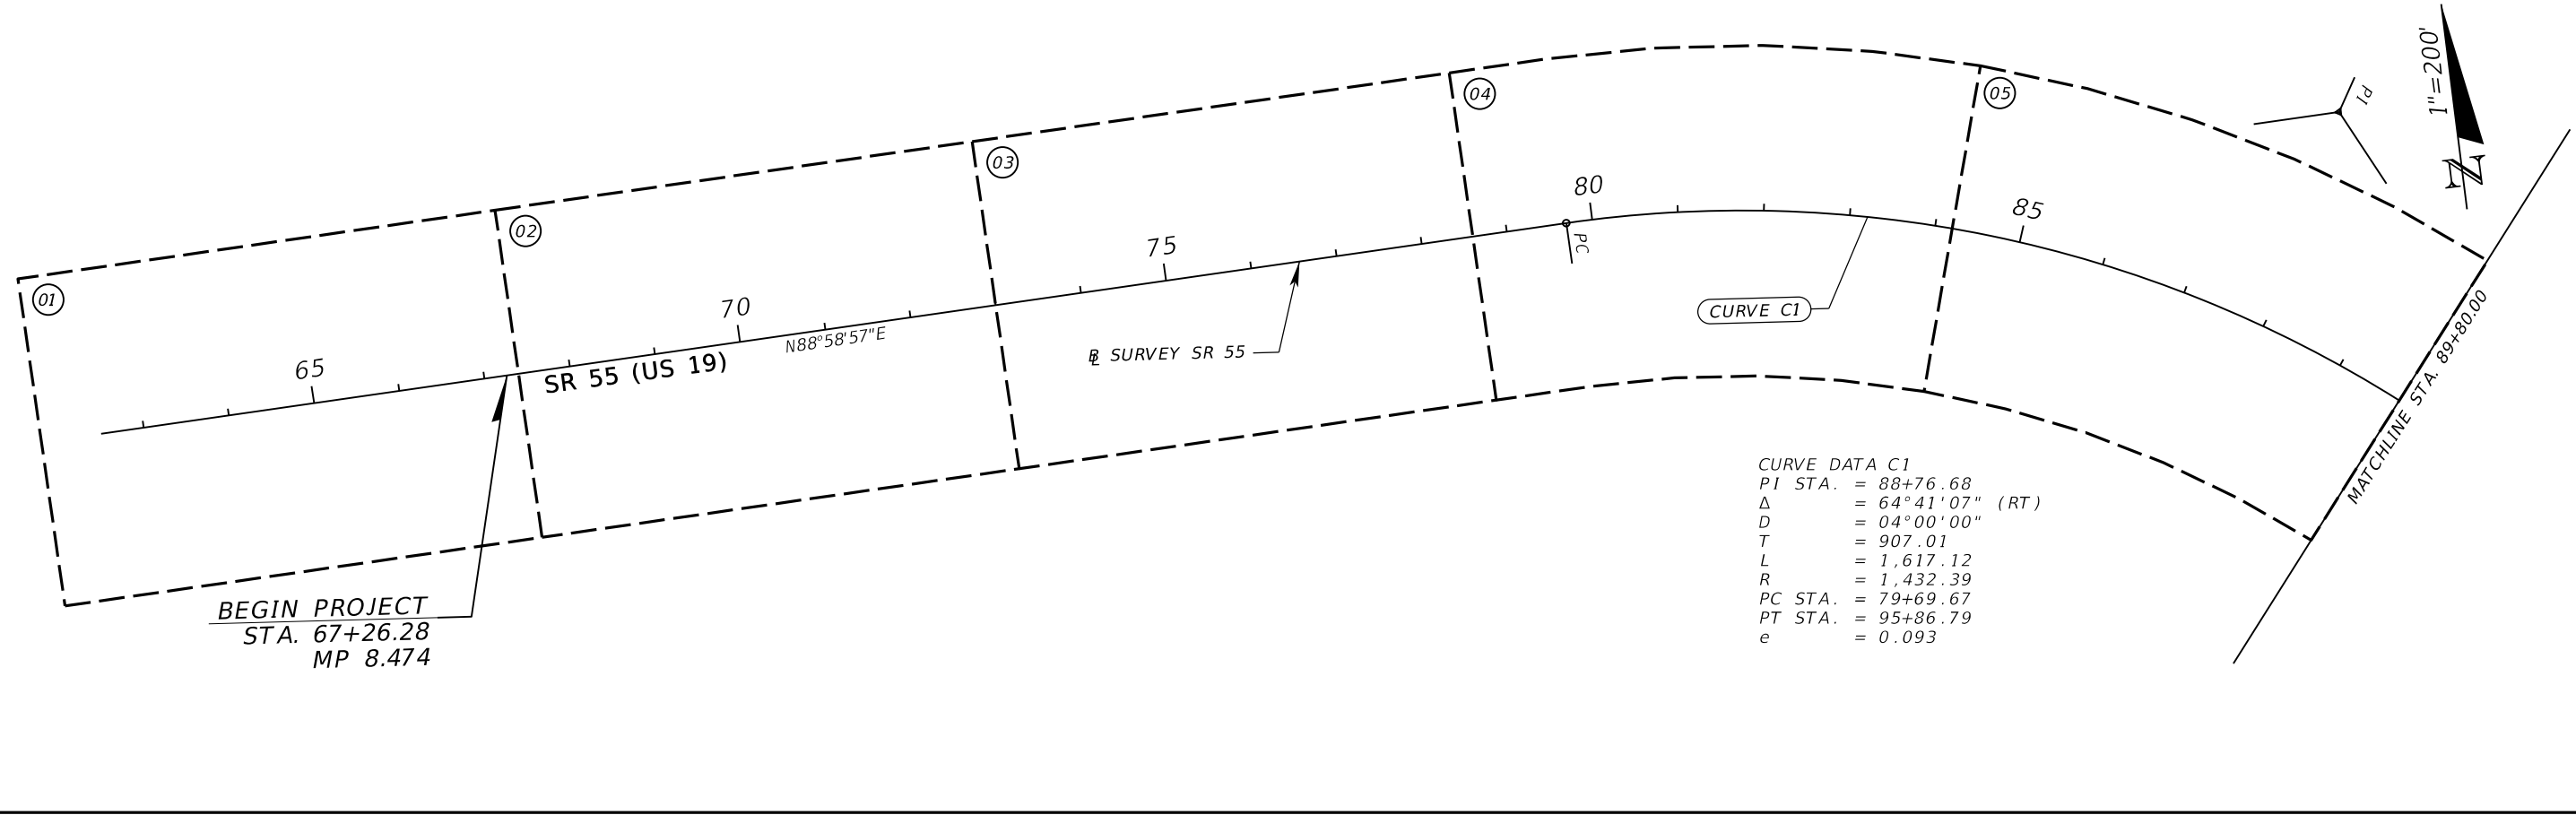 01
02
03
04
05
65
70
75
80
85
N88°58'57"E
SR 55 (US 19)
BL SURVEY SR 55
PC
CURVE C1
PI
1"=200'
N
MATCHLINE STA. 89+80.00
BEGIN PROJECT
STA. 67+26.28
MP 8.474
CURVE DATA C1
PI STA. = 88+76.68
Δ = 64°41'07" (RT)
D = 04°00'00"
T = 907.01
L = 1,617.12
R = 1,432.39
PC STA. = 79+69.67
PT STA. = 95+86.79
e = 0.093